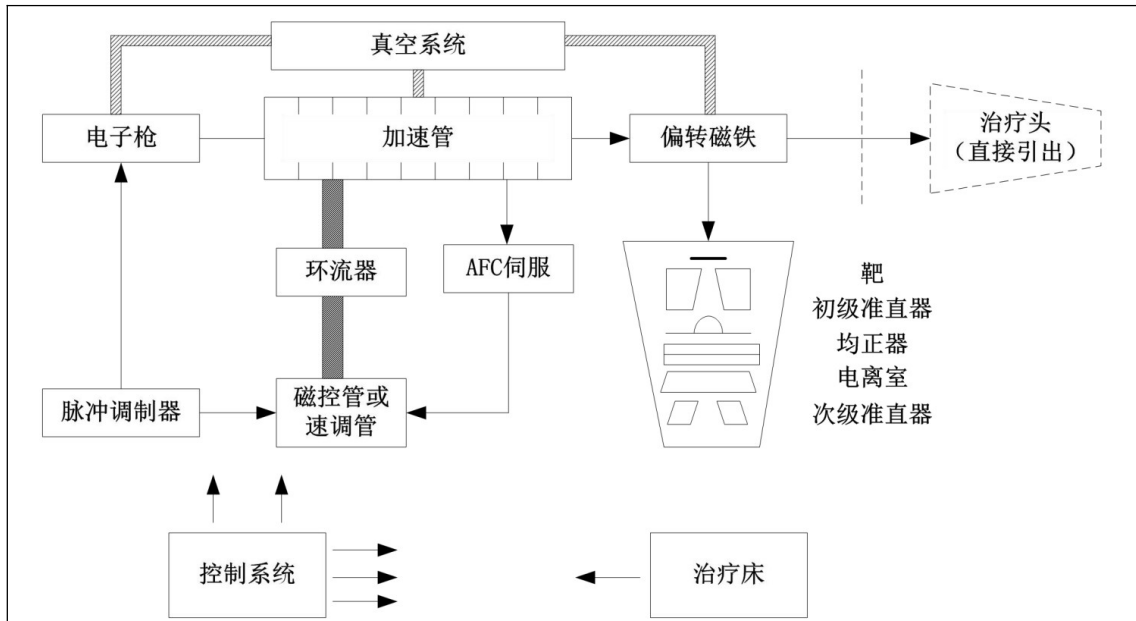 真空系统
电子枪
加速管
偏转磁铁
治疗头
（直接引出）
环流器
AFC伺服
靶
初级准直器
均正器
电离室
次级准直器
脉冲调制器
磁控管或
速调管
控制系统
治疗床